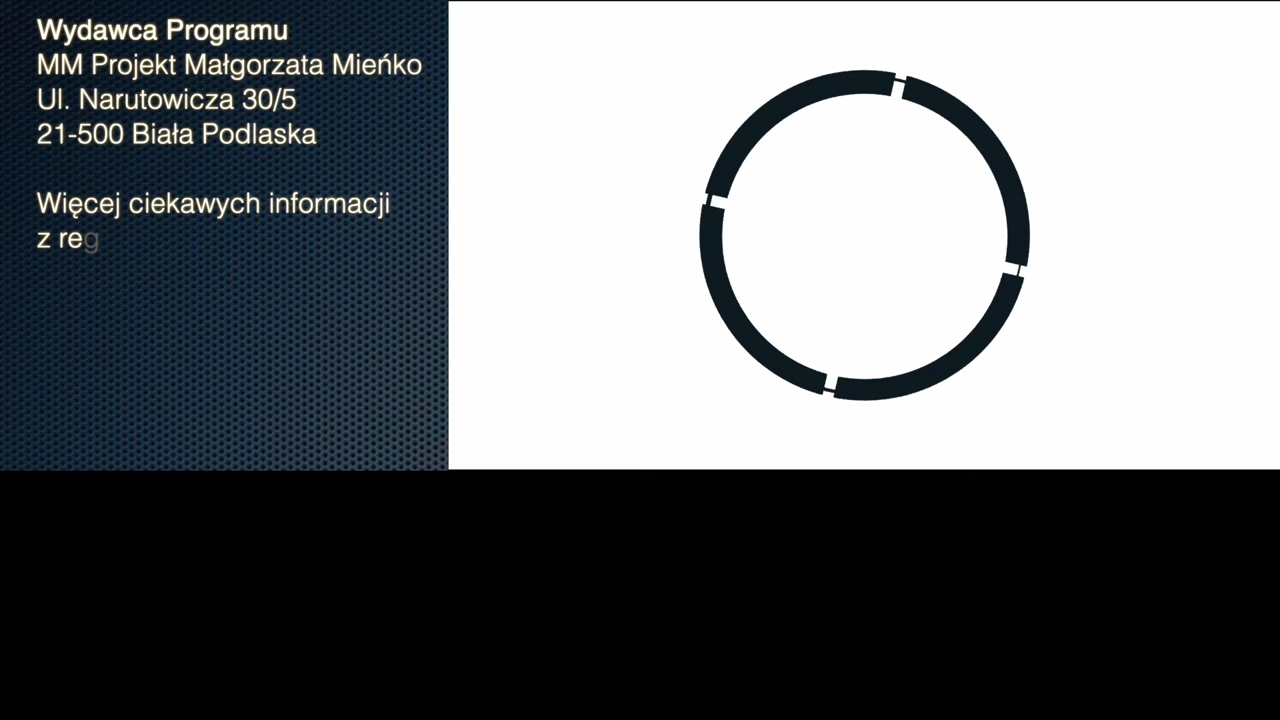 Wydawca Programu
MM Projekt Małgorzata Mieńko
Ul. Narutowicza 30/5
21-500 Biała Podlaska
Więcej ciekawych informacji
z reg